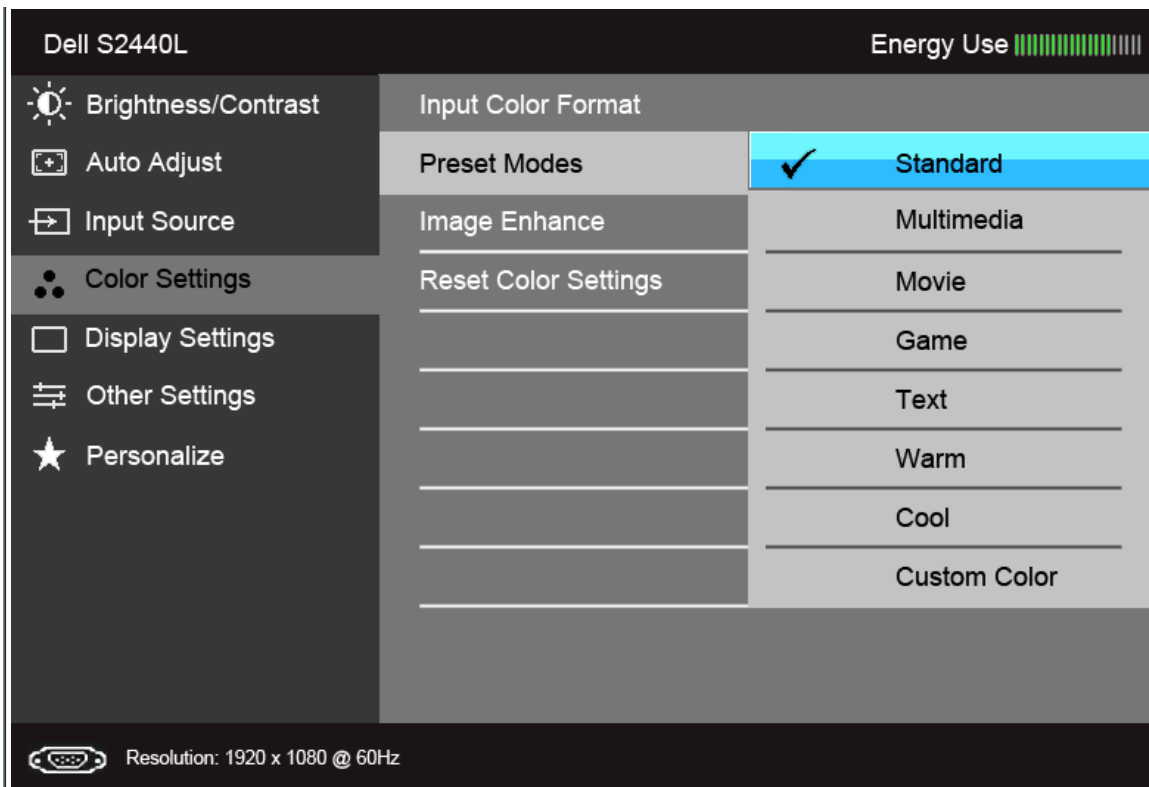 Dell S2440L
Energy Use
Brightness/Contrast
Auto Adjust
Input Source
Color Settings
Display Settings
Other Settings
Personalize
Input Color Format
Preset Modes
Image Enhance
Reset Color Settings
Standard
Multimedia
Movie
Game
Text
Warm
Cool
Custom Color
Resolution: 1920 x 1080 @ 60Hz